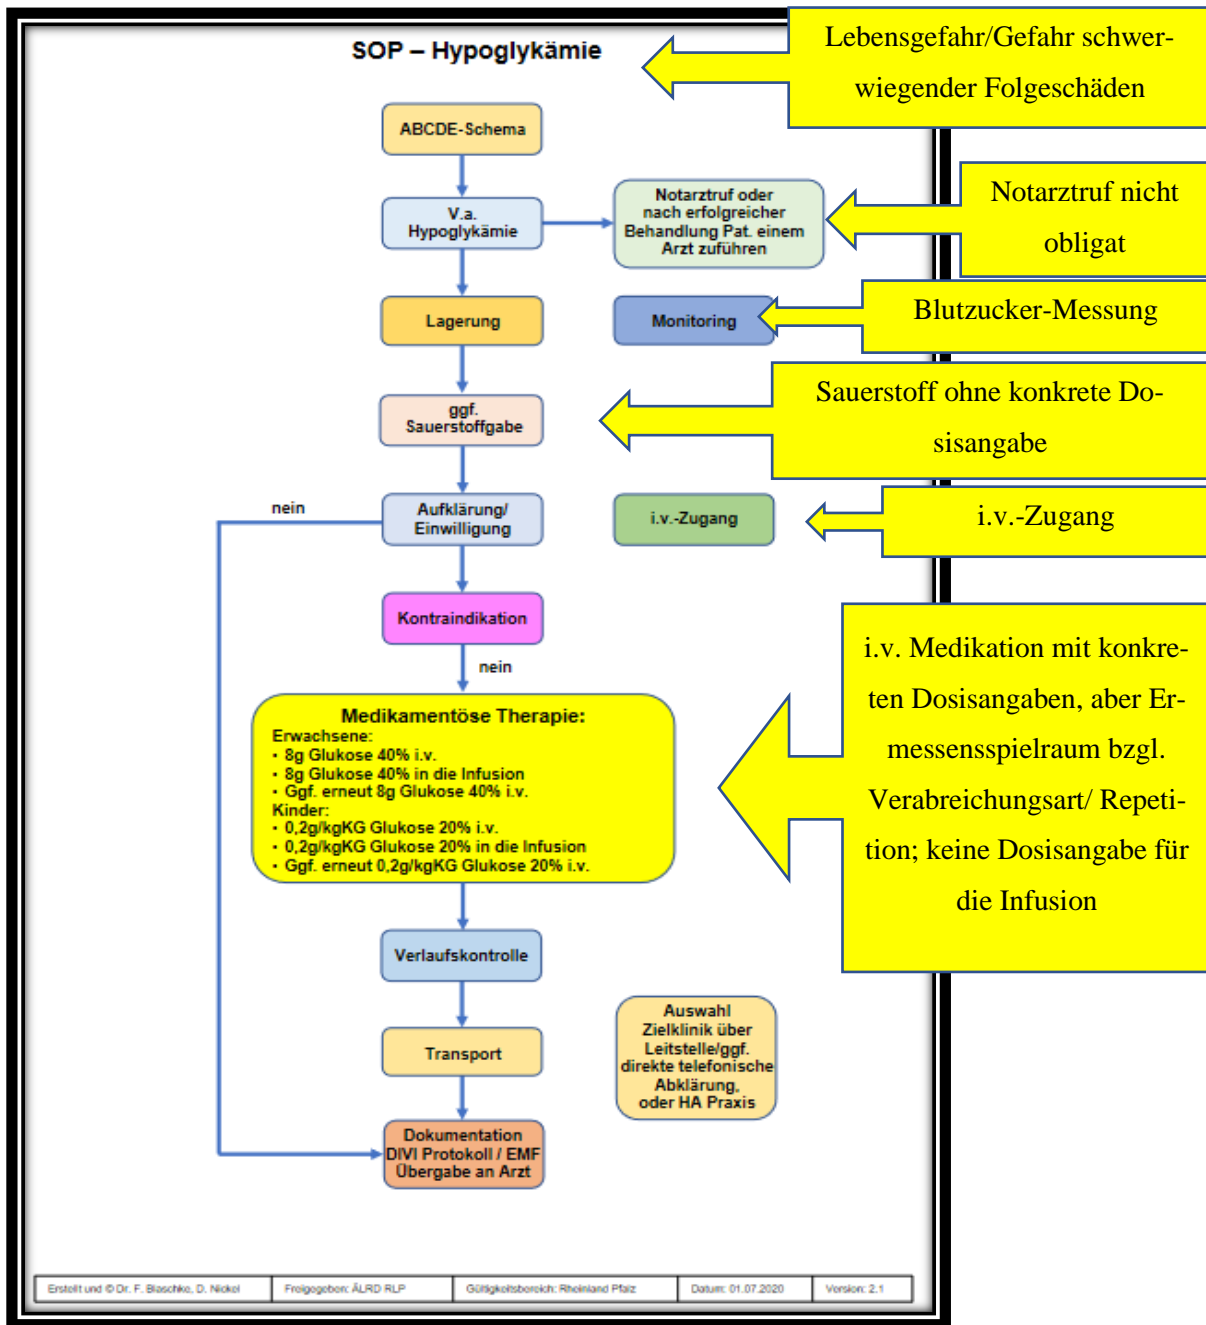 SOP – Hypoglykämie
Lebensgefahr/Gefahr schwer-
wiegender Folgeschäden
ABCDE-Schema
V.a.
Hypoglykämie
Notarztruf oder
nach erfolgreicher
Behandlung Pat. einem
Arzt zuführen
Notarztruf nicht
obligat
Lagerung
Monitoring
Blutzucker-Messung
ggf.
Sauerstoffgabe
Sauerstoff ohne konkrete Do-
sisangabe
nein
Aufklärung/
Einwilligung
i.v.-Zugang
i.v.-Zugang
Kontraindikation
nein
Medikamentöse Therapie:
Erwachsene:
• 8g Glukose 40% i.v.
• 8g Glukose 40% in die Infusion
• Ggf. erneut 8g Glukose 40% i.v.
Kinder:
• 0,2g/kgKG Glukose 20% i.v.
• 0,2g/kgKG Glukose 20% in die Infusion
• Ggf. erneut 0,2g/kgKG Glukose 20% i.v.
i.v. Medikation mit konkre-
ten Dosisangaben, aber Er-
messensspielraum bzgl.
Verabreichungsart/ Repeti-
tion; keine Dosisangabe für
die Infusion
Verlaufskontrolle
Transport
Auswahl
Zielklinik über
Leitstelle/ggf.
direkte telefonische
Abklärung,
oder HA Praxis
Dokumentation
DIVI Protokoll / EMF
Übergabe an Arzt
Erstellt und © Dr. F. Blaschke, D. Nickel
Freigegeben: ÄLRD RLP
Gültigkeitsbereich: Rheinland Pfalz
Datum: 01.07.2020
Version: 2.1